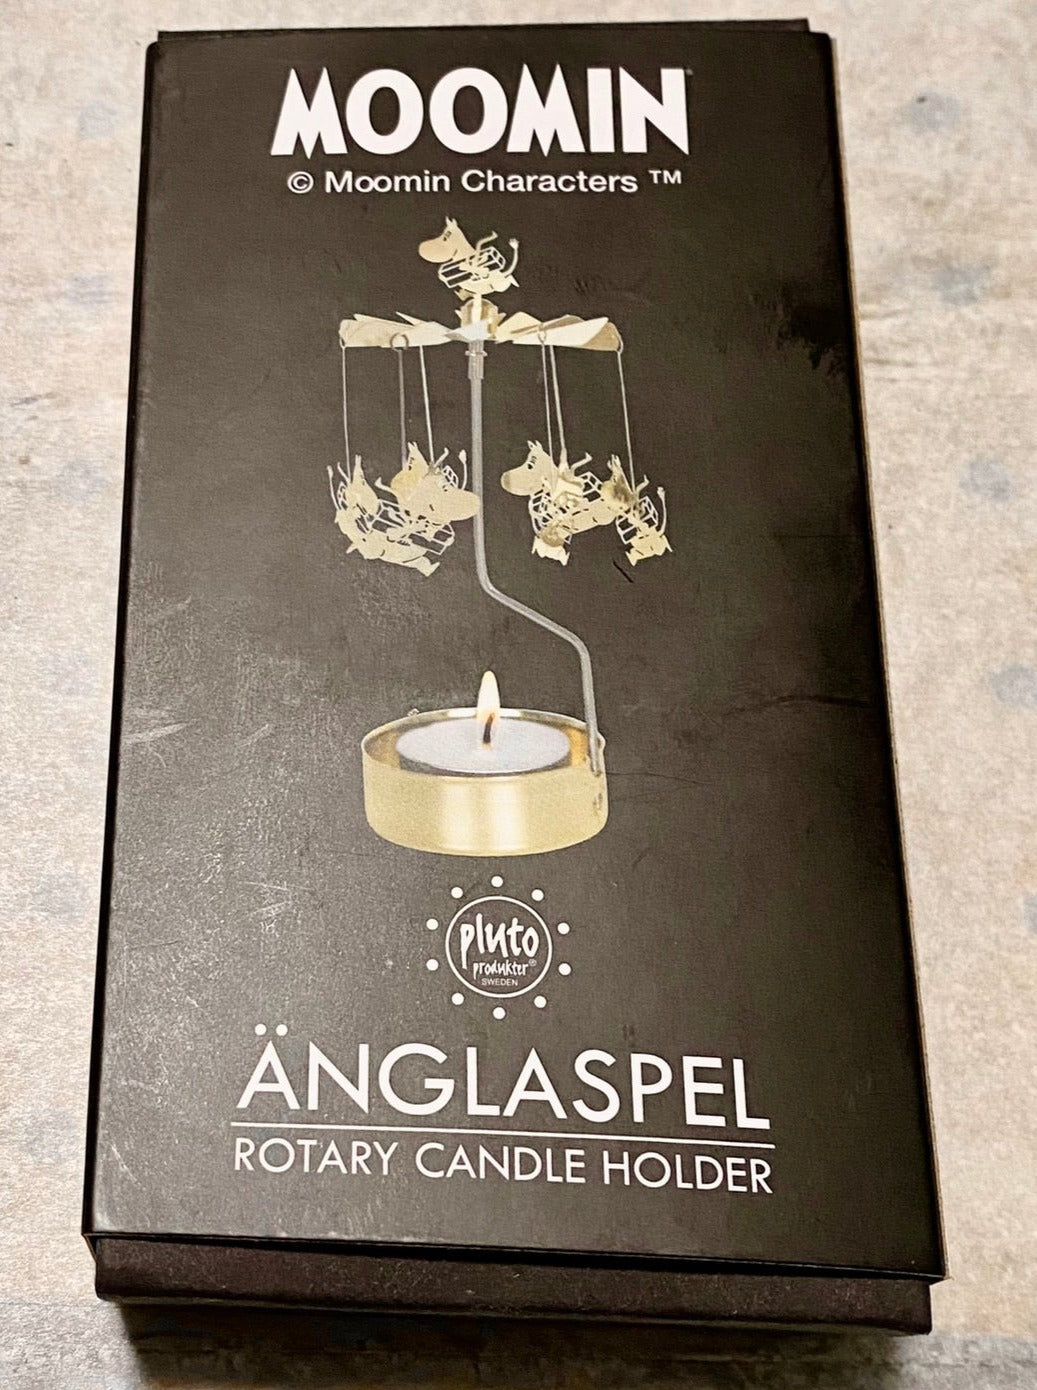 MOOMIN
© Moomin Characters ™
pluto
produkter®
SWEDEN
ÄNGLASPEL
ROTARY CANDLE HOLDER